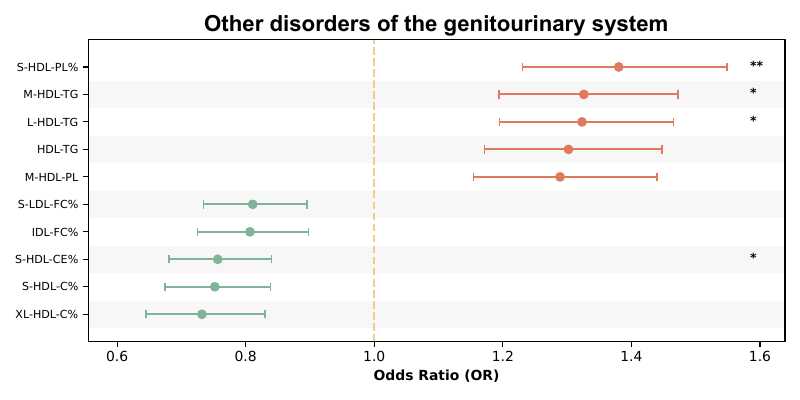 Other disorders of the genitourinary system
S-HDL-PL% **
M-HDL-TG *
L-HDL-TG *
HDL-TG
M-HDL-PL
S-LDL-FC%
IDL-FC%
S-HDL-CE% *
S-HDL-C%
XL-HDL-C%
0.6 0.8 1.0 1.2 1.4 1.6
Odds Ratio (OR)